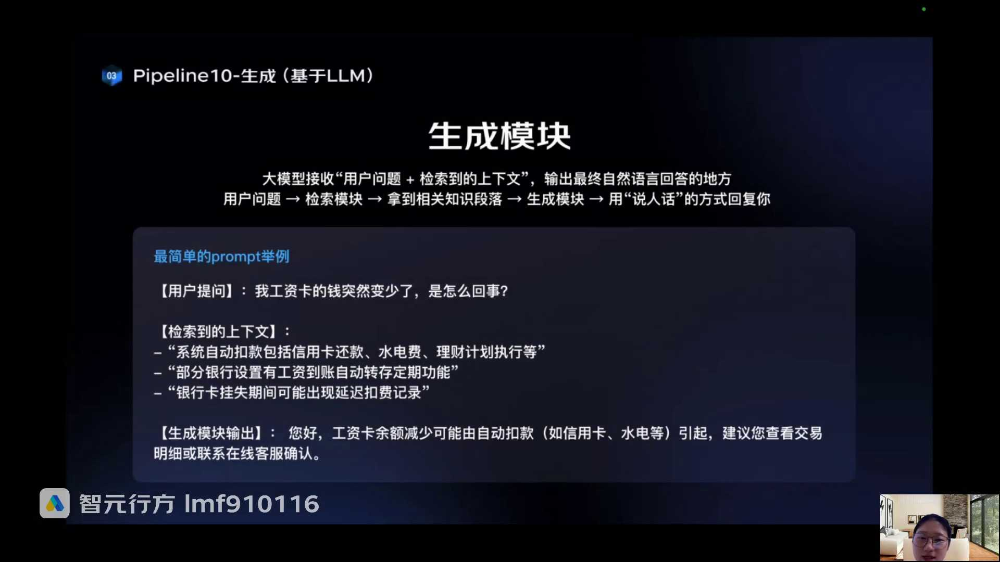 03 Pipeline10-生成（基于LLM）
生成模块
大模型接收“用户问题 + 检索到的上下文”，输出最终自然语言回答的地方
用户问题 → 检索模块 → 拿到相关知识段落 → 生成模块 → 用“说人话”的方式回复你
最简单的prompt举例
【用户提问】：我工资卡的钱突然变少了，是怎么回事？
【检索到的上下文】：
– “系统自动扣款包括信用卡还款、水电费、理财计划执行等”
– “部分银行设置有工资到账自动转存定期功能”
– “银行卡挂失期间可能出现延迟扣费记录”
【生成模块输出】： 您好，工资卡余额减少可能由自动扣款（如信用卡、水电等）引起，建议您查看交易
明细或联系在线客服确认。
智元行方 lmf910116